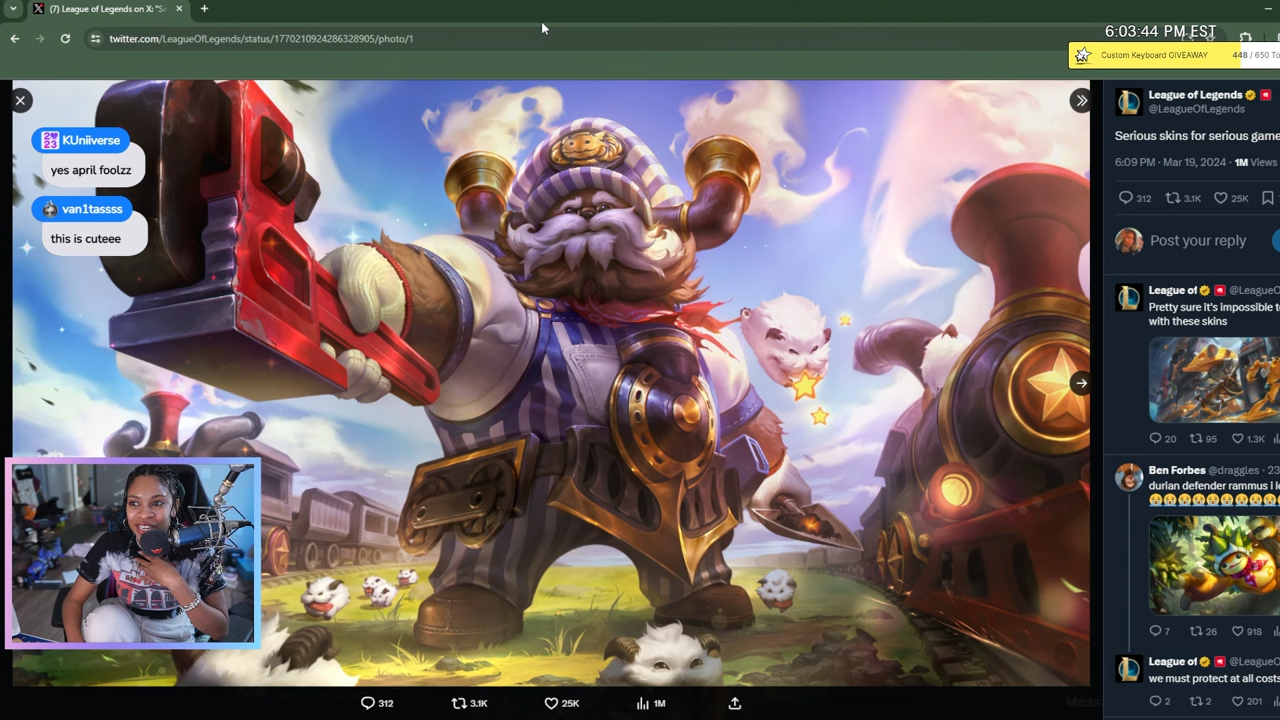 (7) League of Legends on X: "Se
twitter.com/LeagueOfLegends/status/1770210924286328905/photo/1
6:03:44 PM EST
Custom Keyboard GIVEAWAY 448 / 650 To
KUniiverse
yes april foolzz
van1tassss
this is cuteee
League of Legends
@LeagueOfLegends
Serious skins for serious game
6:09 PM · Mar 19, 2024 · 1M Views
312 3.1K 25K
Post your reply
League of @LeagueO
Pretty sure it's impossible t
with these skins
20 95 1.3K
Ben Forbes @draggles · 23
durian defender rammus i l
7 26 918
League of @LeagueO
we must protect at all costs
2 2 201
312 3.1K 25K 1M
Messa